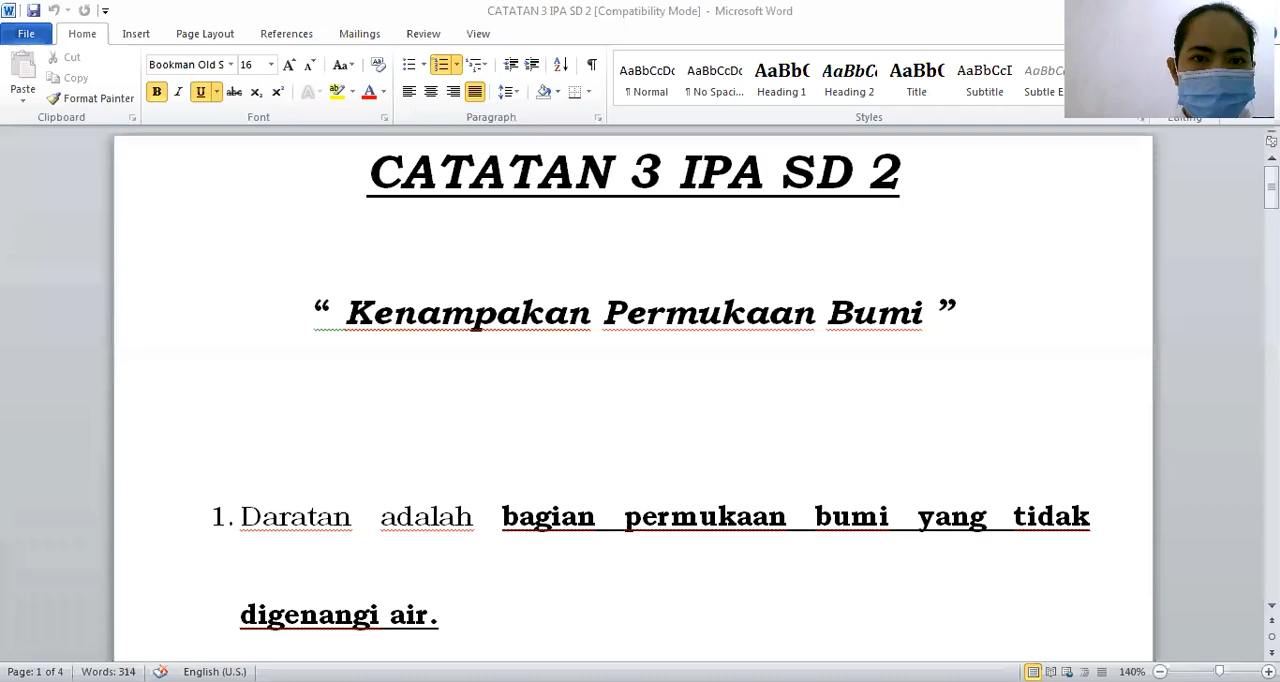 CATATAN 3 IPA SD 2 [Compatibility Mode] - Microsoft Word
File Home Insert Page Layout References Mailings Review View
Cut
Copy
Format Painter
Paste
Clipboard
Bookman Old S 16
Font
Paragraph
AaBbCcDc AaBbCcDc AaBbC AaBbC AaBbC AaBbCcD AaBbCcD
¶ Normal ¶ No Spaci... Heading 1 Heading 2 Title Subtitle Subtle E
Styles
Editing
CATATAN 3 IPA SD 2
“ Kenampakan Permukaan Bumi ”
1. Daratan adalah bagian permukaan bumi yang tidak
digenangi air.
Page: 1 of 4 Words: 314 English (U.S.) 140%